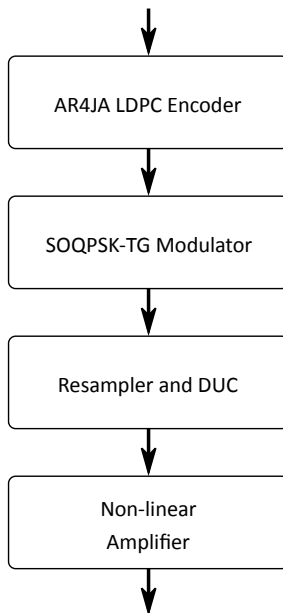 AR4JA LDPC Encoder
SOQPSK-TG Modulator
Resampler and DUC
Non-linear
Amplifier